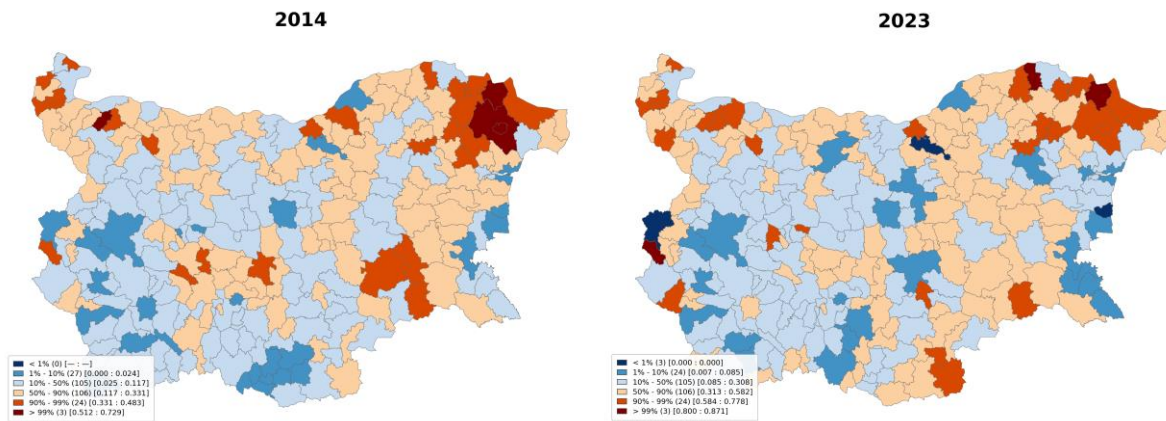 2014
2023
< 1% (0) [— : —]
1% - 10% (27) [0.000 : 0.024]
10% - 50% (105) [0.025 : 0.117]
50% - 90% (106) [0.117 : 0.331]
90% - 99% (24) [0.331 : 0.483]
> 99% (3) [0.512 : 0.729]
< 1% (3) [0.000 : 0.000]
1% - 10% (24) [0.007 : 0.085]
10% - 50% (105) [0.085 : 0.308]
50% - 90% (106) [0.313 : 0.582]
90% - 99% (24) [0.584 : 0.778]
> 99% (3) [0.800 : 0.871]